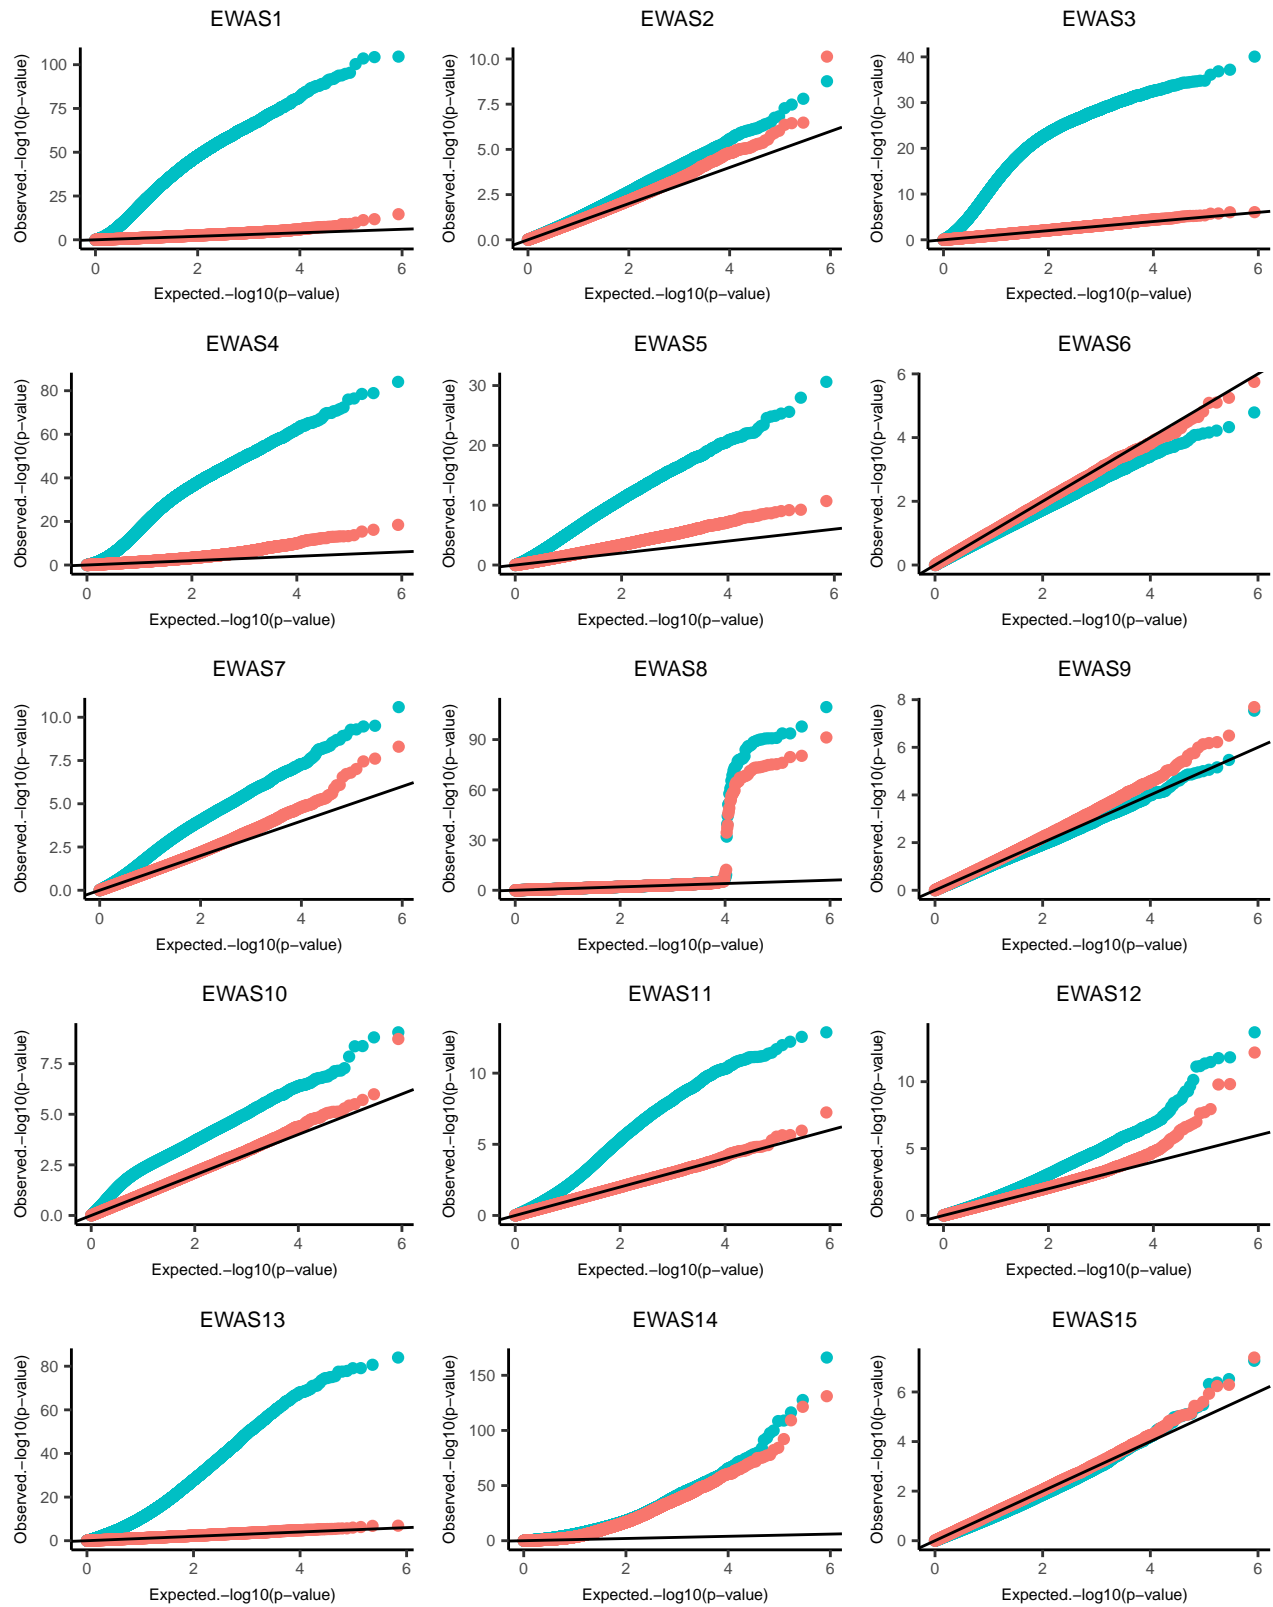 EWAS1 EWAS2 EWAS3
Observed.−log10(p−value) Observed.−log10(p−value) Observed.−log10(p−value)
100 10.0 40
75 7.5 30
50 5.0 20
25 2.5 10
0 0.0 0
0 2 4 6 0 2 4 6 0 2 4 6
Expected.−log10(p−value) Expected.−log10(p−value) Expected.−log10(p−value)
EWAS4 EWAS5 EWAS6
Observed.−log10(p−value) Observed.−log10(p−value) Observed.−log10(p−value)
80 30 6
60 20 4
40 10 2
20 0 0
0
0 2 4 6 0 2 4 6 0 2 4 6
Expected.−log10(p−value) Expected.−log10(p−value) Expected.−log10(p−value)
EWAS7 EWAS8 EWAS9
Observed.−log10(p−value) Observed.−log10(p−value) Observed.−log10(p−value)
10.0 90 8
7.5 60 6
5.0 30 4
2.5 0 2
0.0 0
0 2 4 6 0 2 4 6 0 2 4 6
Expected.−log10(p−value) Expected.−log10(p−value) Expected.−log10(p−value)
EWAS10 EWAS11 EWAS12
Observed.−log10(p−value) Observed.−log10(p−value) Observed.−log10(p−value)
7.5 10 10
5.0 5 5
2.5 0 0
0.0
0 2 4 6 0 2 4 6 0 2 4 6
Expected.−log10(p−value) Expected.−log10(p−value) Expected.−log10(p−value)
EWAS13 EWAS14 EWAS15
Observed.−log10(p−value) Observed.−log10(p−value) Observed.−log10(p−value)
80 150 6
60 100 4
40 50 2
20 0 0
0
0 2 4 6 0 2 4 6 0 2 4 6
Expected.−log10(p−value) Expected.−log10(p−value) Expected.−log10(p−value)